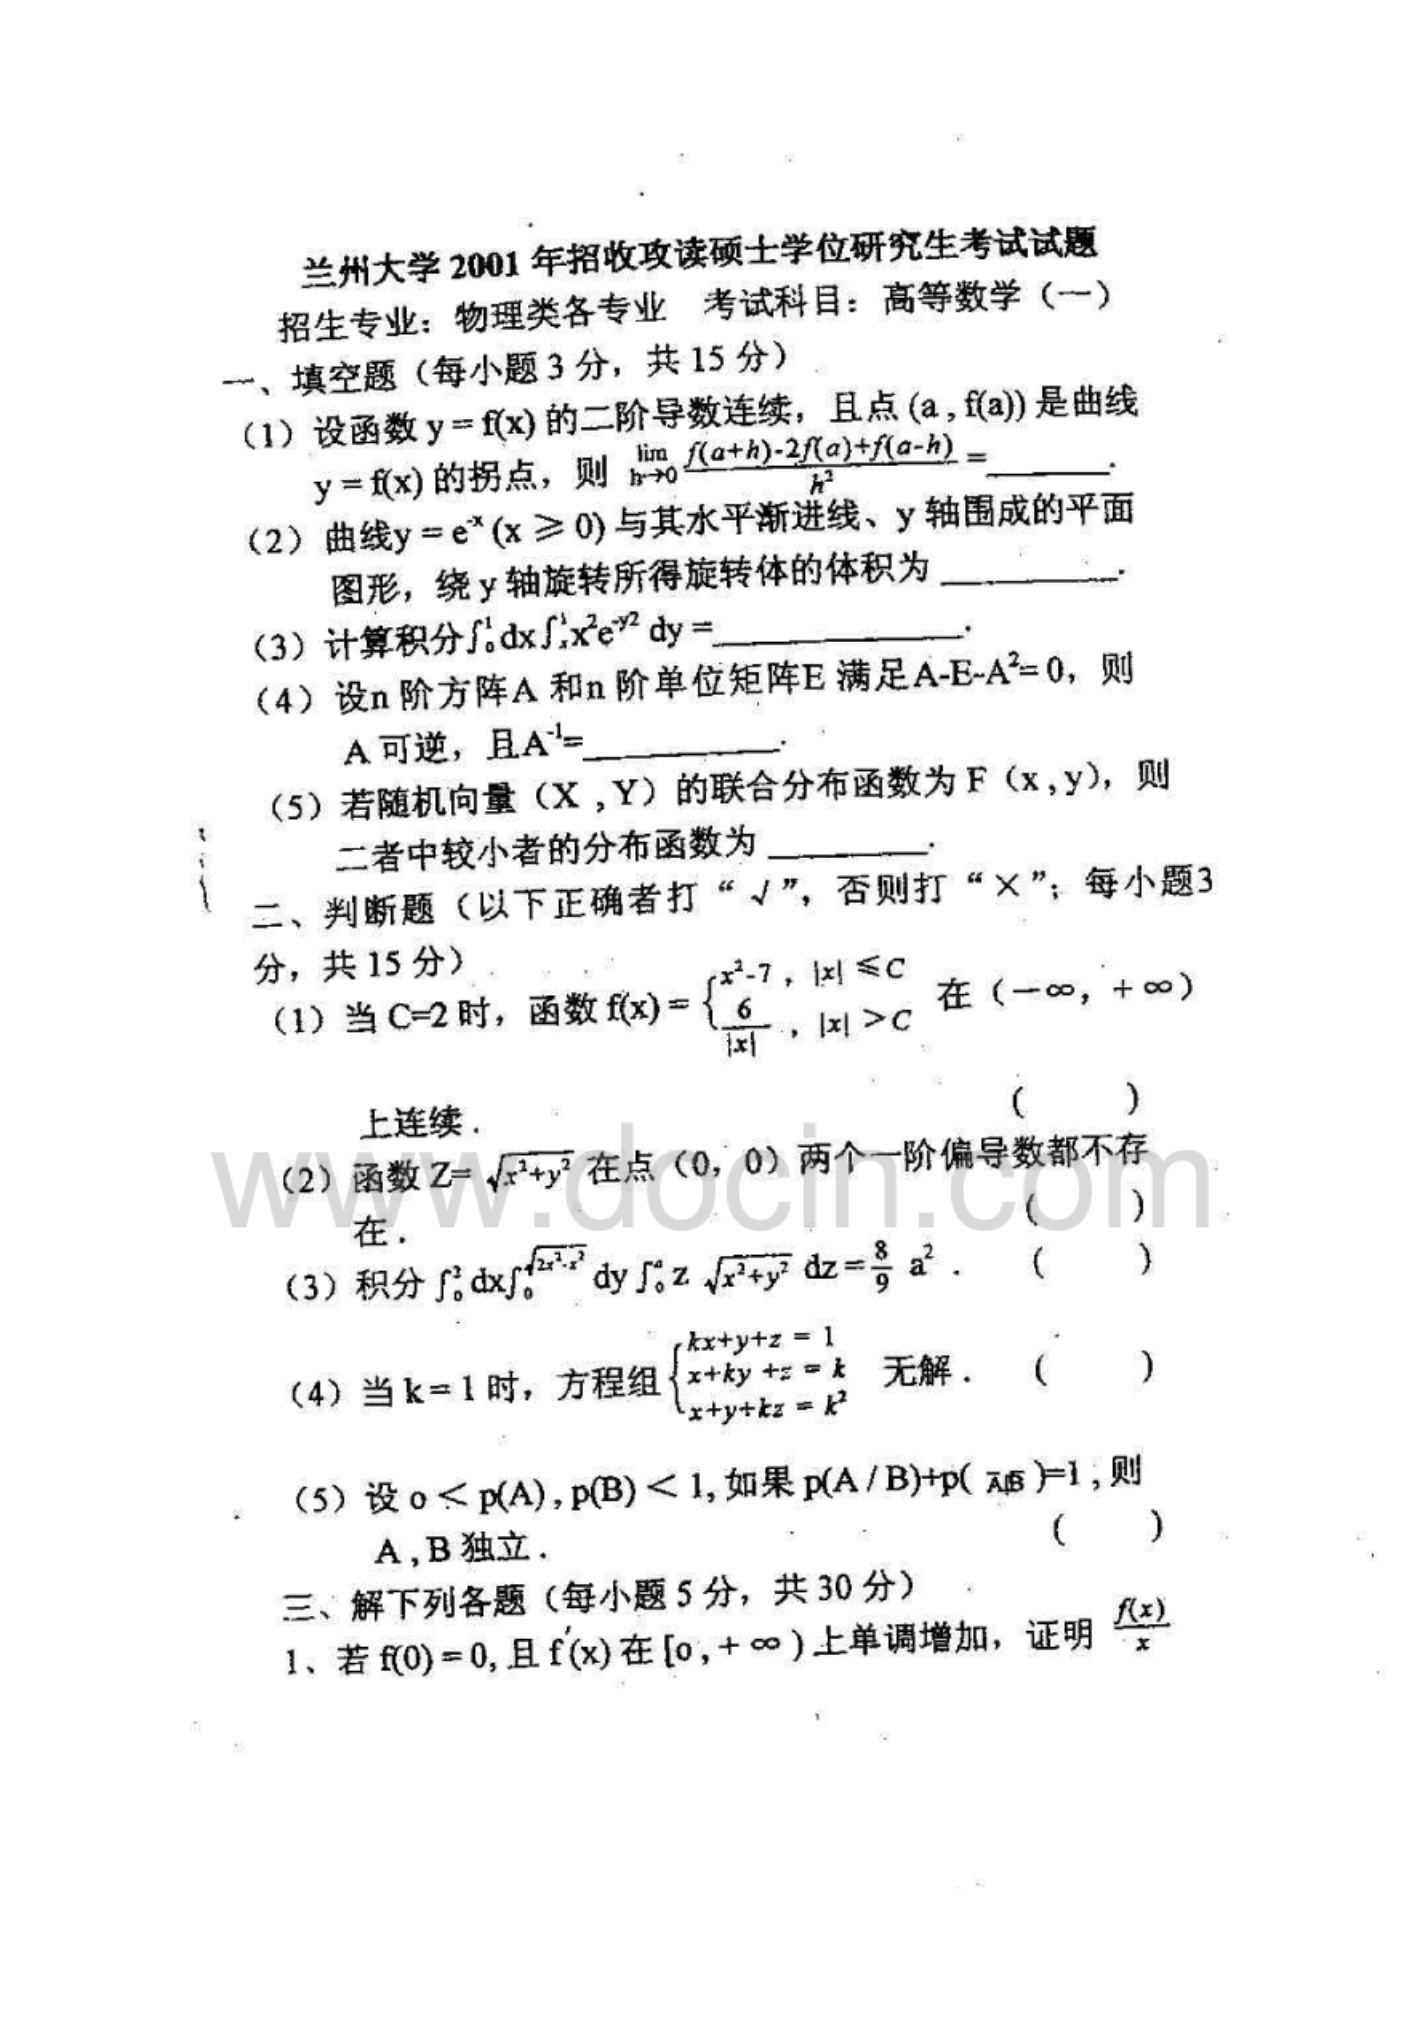 兰州大学 2001 年招收攻读硕士学位研究生考试试题
招生专业：物理类各专业 考试科目：高等数学（一）
一、填空题（每小题 3 分，共 15 分）
（1）设函数 y = f(x) 的二阶导数连续，且点 (a , f(a)) 是曲线
y = f(x) 的拐点，则 lim h→0 f(a+h)-2f(a)+f(a-h) / h² = ______.
（2）曲线y = e⁻ˣ (x ≥ 0) 与其水平渐进线、y 轴围成的平面
图形，绕 y 轴旋转所得旋转体的体积为 ________.
（3）计算积分∫₀¹ dx∫ₓ¹x²e^-y2 dy =____________.
（4）设n 阶方阵A 和n 阶单位矩阵E 满足A-E-A²= 0，则
A 可逆，且A⁻¹=_________.
（5）若随机向量（X , Y）的联合分布函数为 F（x , y），则
二者中较小者的分布函数为 ________.
二、判断题（以下正确者打“√”，否则打“×”；每小题3
分，共 15 分）
（1）当 C=2 时，函数 f(x) = { x²-7 , |x| ≤ C ; 6/|x| , |x| > C 在（－∞，＋∞）
上连续 . ( )
（2）函数 Z= √(x²+y²) 在点（0，0）两个一阶偏导数都不存
在 . ( )
（3）积分 ∫₀² dx∫₀^√(2x²-x²) dy ∫₀ᵃ z √(x²+y²) dz = 8/9 a² . ( )
（4）当 k = 1 时，方程组 { kx+y+z = 1 ; x+ky +z = k ; x+y+kz = k² 无解 . ( )
（5）设 o < p(A) , p(B) < 1, 如果 p(A / B)+p( )=1 , 则
A , B 独立 . ( )
三、解下列各题（每小题 5 分，共 30 分）
1、若 f(0) = 0, 且 f′(x) 在 [o , + ∞ ) 上单调增加，证明 f(x)/x
www.docin.com